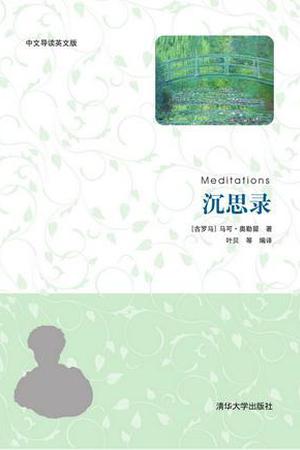 中文导读英文版
Meditations
沉思录
[古罗马] 马可·奥勒留 著
叶贝 等 编译
清华大学出版社